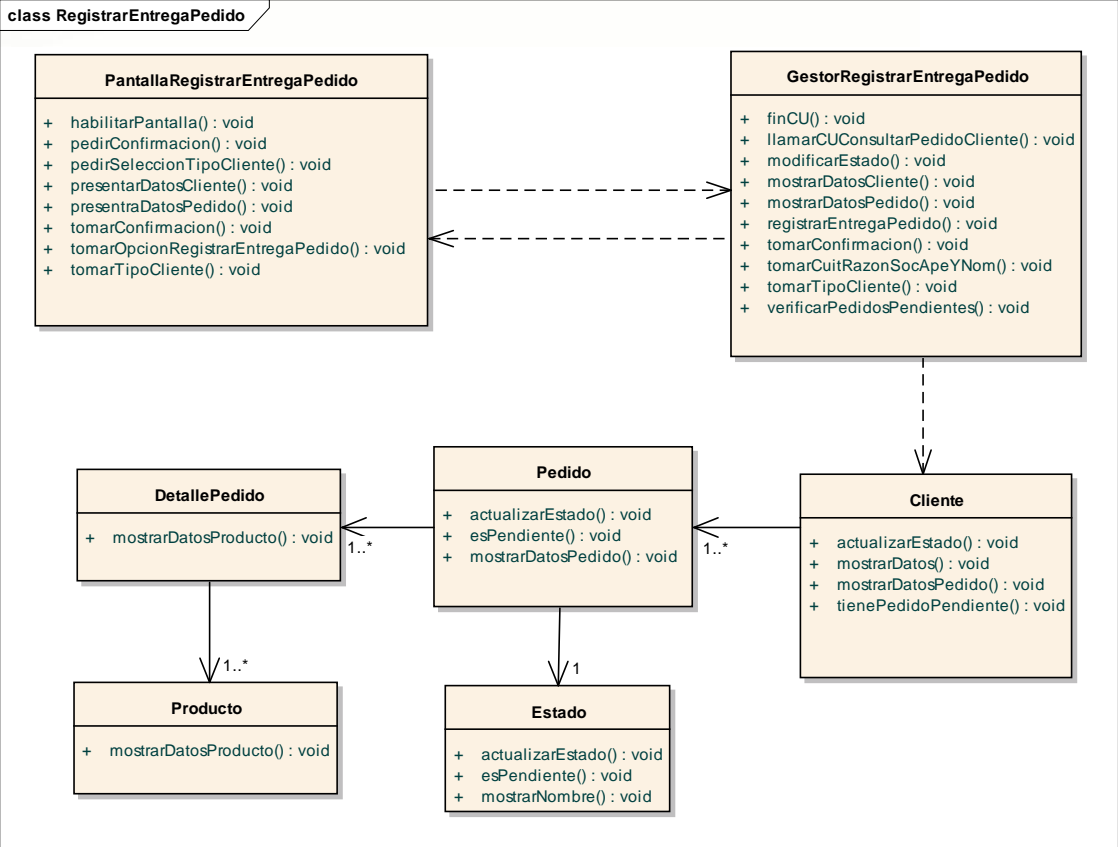 class RegistrarEntregaPedido
PantallaRegistrarEntregaPedido
+ habilitarPantalla() : void
+ pedirConfirmacion() : void
+ pedirSeleccionTipoCliente() : void
+ presentarDatosCliente() : void
+ presentraDatosPedido() : void
+ tomarConfirmacion() : void
+ tomarOpcionRegistrarEntregaPedido() : void
+ tomarTipoCliente() : void
GestorRegistrarEntregaPedido
+ finCU() : void
+ llamarCUConsultarPedidoCliente() : void
+ modificarEstado() : void
+ mostrarDatosCliente() : void
+ mostrarDatosPedido() : void
+ registrarEntregaPedido() : void
+ tomarConfirmacion() : void
+ tomarCuitRazonSocApeYNom() : void
+ tomarTipoCliente() : void
+ verificarPedidosPendientes() : void
DetallePedido
+ mostrarDatosProducto() : void
1..*
Pedido
+ actualizarEstado() : void
+ esPendiente() : void
+ mostrarDatosPedido() : void
1..*
Cliente
+ actualizarEstado() : void
+ mostrarDatos() : void
+ mostrarDatosPedido() : void
+ tienePedidoPendiente() : void
1..*
Producto
+ mostrarDatosProducto() : void
1
Estado
+ actualizarEstado() : void
+ esPendiente() : void
+ mostrarNombre() : void